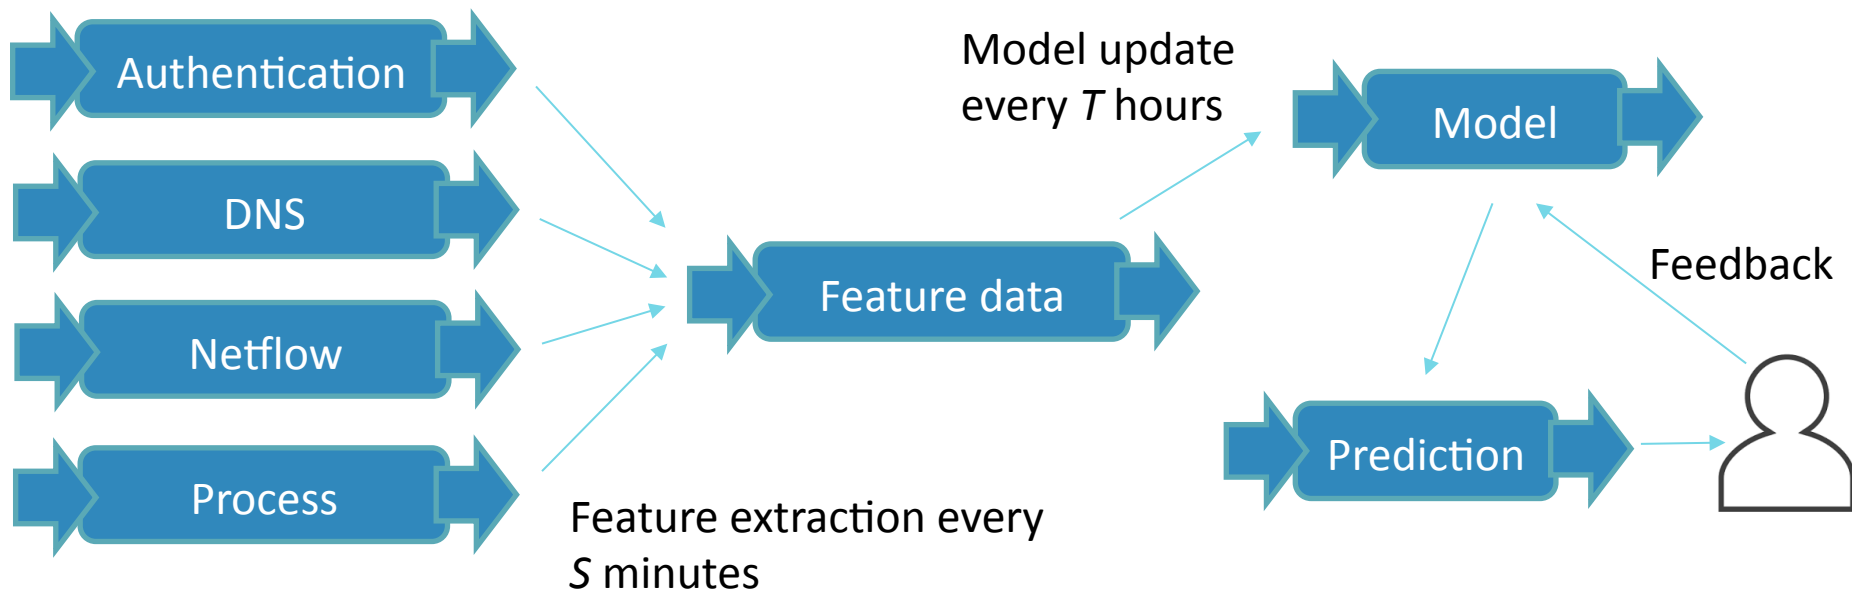 Authentication
DNS
Netflow
Process
Feature extraction every
S minutes
Feature data
Model update
every T hours
Model
Feedback
Prediction